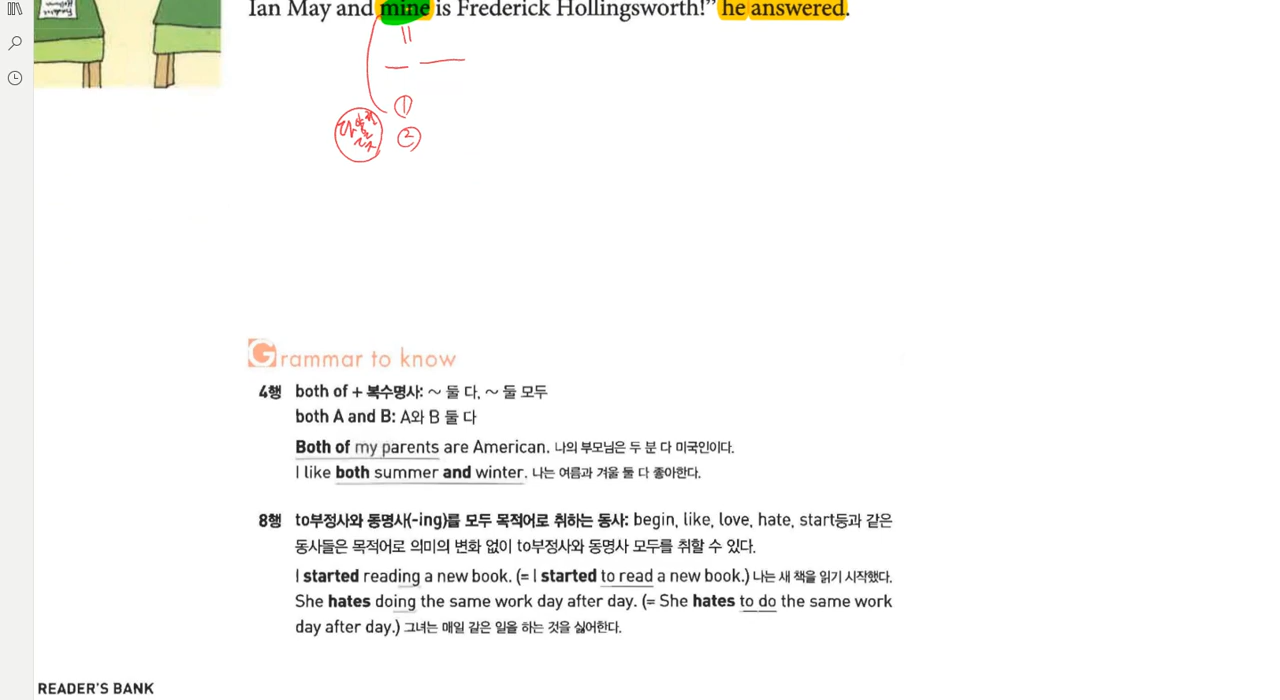 Ian May and mine is Frederick Hollingsworth!” he answered.
①
②
Grammar to know
4행 both of + 복수명사: ~ 둘 다, ~ 둘 모두
both A and B: A와 B 둘 다
Both of my parents are American. 나의 부모님은 두 분 다 미국인이다.
I like both summer and winter. 나는 여름과 겨울 둘 다 좋아한다.
8행 to부정사와 동명사(-ing)를 모두 목적어로 취하는 동사: begin, like, love, hate, start등과 같은
동사들은 목적어로 의미의 변화 없이 to부정사와 동명사 모두를 취할 수 있다.
I started reading a new book. (= I started to read a new book.) 나는 새 책을 읽기 시작했다.
She hates doing the same work day after day. (= She hates to do the same work
day after day.) 그녀는 매일 같은 일을 하는 것을 싫어한다.
READER'S BANK